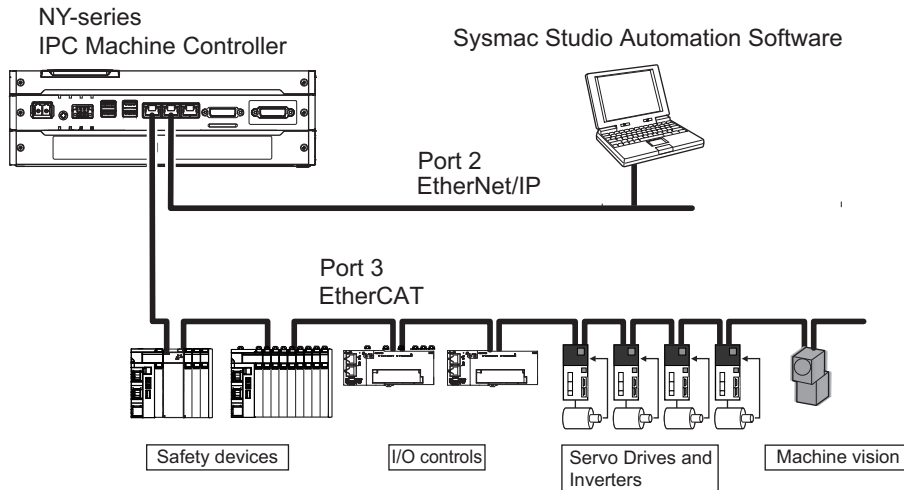 NY-series
IPC Machine Controller
Sysmac Studio Automation Software
Port 2
EtherNet/IP
Port 3
EtherCAT
Safety devices
I/O controls
Servo Drives and
Inverters
Machine vision